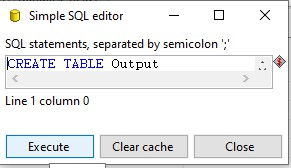 Simple SQL editor
SQL statements, separated by semicolon ';'
CREATE TABLE Output
Line 1 column 0
Execute
Clear cache
Close